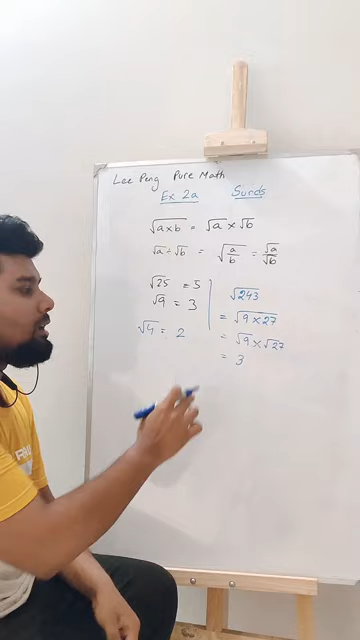 Lee Peng Pure Math
Ex 2a Surds
√a×b = √a × √b
√a ÷ √b = √a/b = √a/√b
√25 = 5
√9 = 3
√4 = 2
√243
= √9 × 27
= √9 × √27
= 3